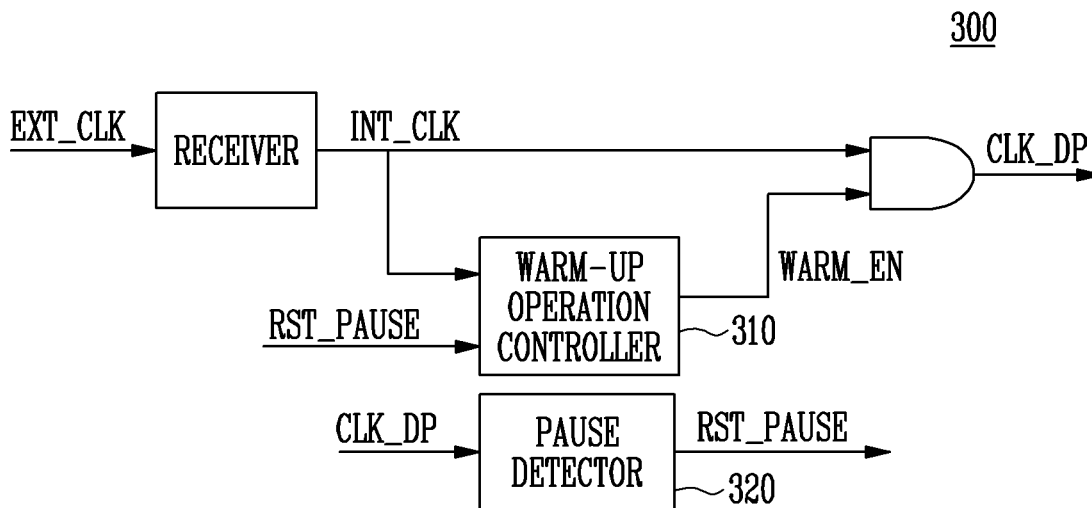 300
EXT_CLK
RECEIVER
INT_CLK
CLK_DP
WARM-UP
OPERATION
CONTROLLER
WARM_EN
RST_PAUSE
310
CLK_DP
PAUSE
DETECTOR
RST_PAUSE
320